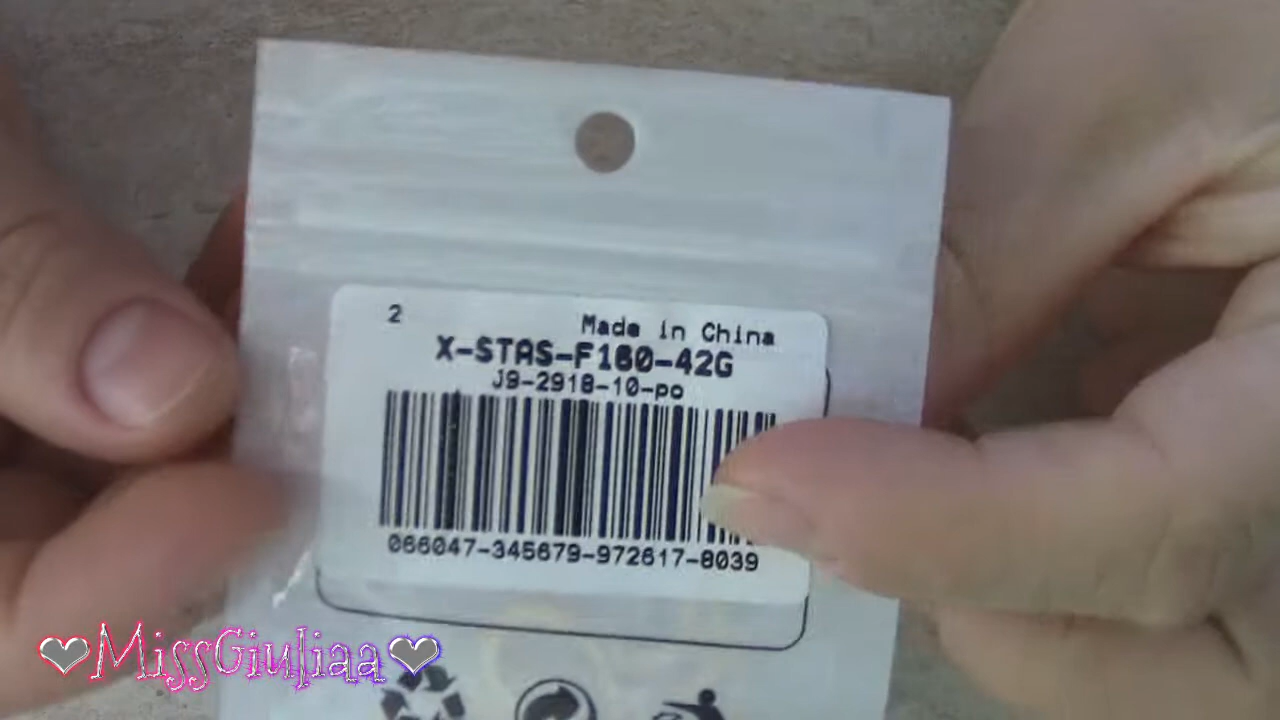 2
Made in China
X-STAS-F160-42G
J9-2918-10-po
066047-345679-972617-8039
❤MissGiuliaa❤